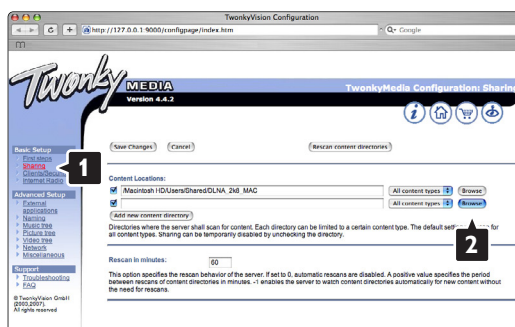 TwonkyVision Configuration
http://127.0.0.1:9000/configpage/index.htm
Google
Twonky
MEDIA
Version 4.4.2
TwonkyMedia Configuration: Sharing
Save Changes
Cancel
Rescan content directories
Basic Setup
First steps
Sharing
Clients/Security
Internet Radio
Advanced Setup
External
applications
Naming
Music tree
Picture tree
Video tree
Network
Miscellaneous
Support
Troubleshooting
FAQ
© TwonkyVision GmbH
(2003,2007).
All rights reserved
1
Content Locations:
/Macintosh HD/Users/Shared/DLNA_2k8_MAC
All content types
Browse
All content types
Browse
Add new content directory
2
Directories where the server shall scan for content. Each directory can be limited to a certain content type. The default for
all content types. Sharing can be temporarily disabled by unchecking the directory.
Rescan in minutes:
60
This option specifies the rescan behavior of the server. If set to 0, automatic rescans are disabled. A positive value specifies the period
between rescans of content directories in minutes. -1 enables the server to watch content directories automatically for new content without
the need for rescans.